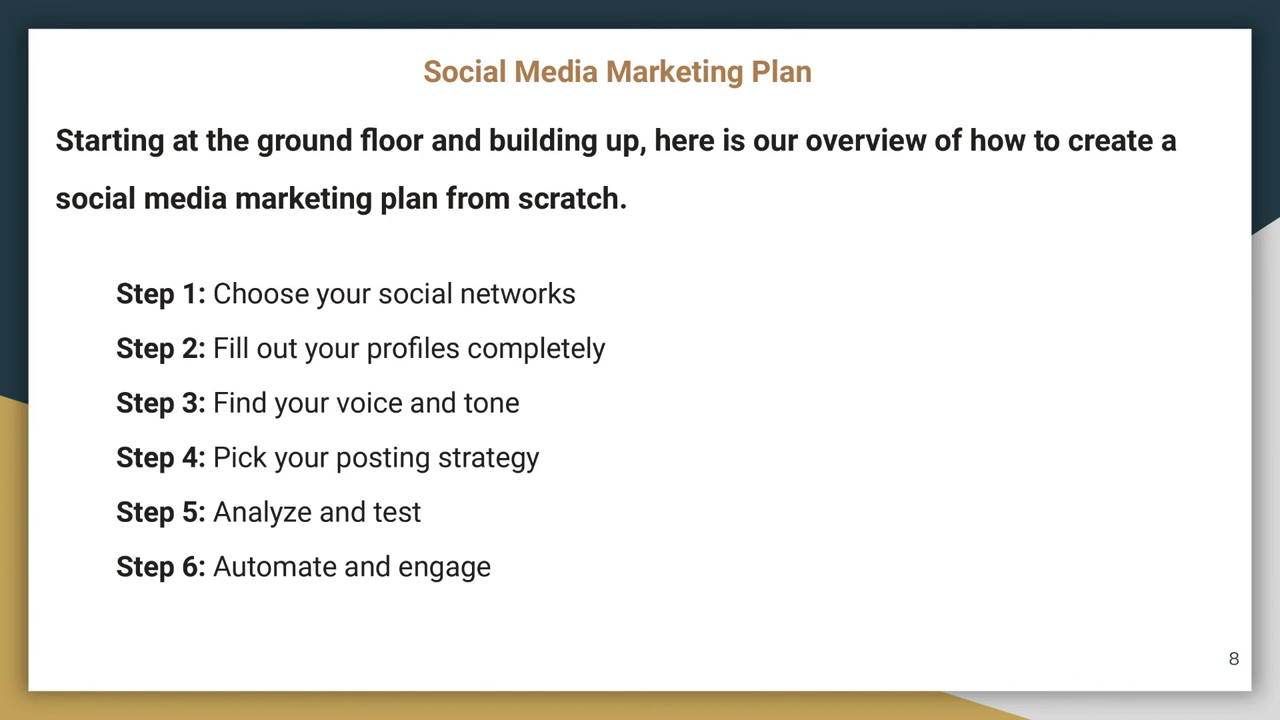 Social Media Marketing Plan
Starting at the ground floor and building up, here is our overview of how to create a
social media marketing plan from scratch.
Step 1: Choose your social networks
Step 2: Fill out your profiles completely
Step 3: Find your voice and tone
Step 4: Pick your posting strategy
Step 5: Analyze and test
Step 6: Automate and engage
8